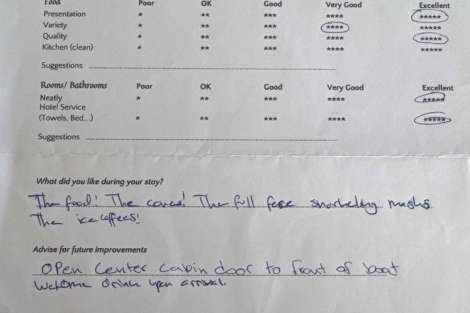 Food Poor OK Good Very Good Excellent
Presentation * ** *** **** *****
Variety * ** *** **** *****
Quality * ** *** **** *****
Kitchen (clean) * ** *** **** *****
Suggestions
Rooms/ Bathrooms Poor OK Good Very Good Excellent
Neatly * ** *** **** *****
Hotel Service
(Towels, Bed...) * ** *** **** *****
Suggestions
What did you like during your stay?
The food! The caves! The full face snorkeling masks
The ice coffees!
Advise for future improvements
Open center cabin door to front of boat
Welcome drink upon arrival